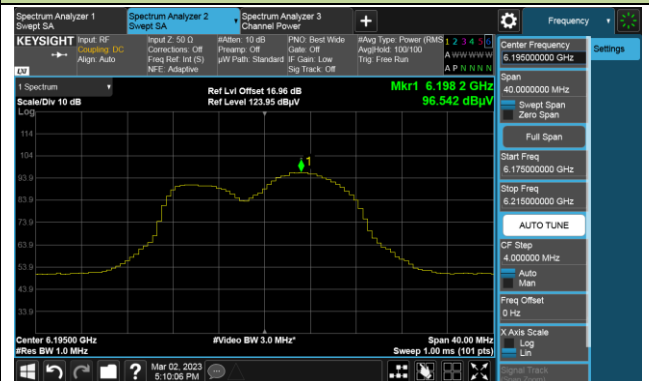 Spectrum Analyzer 1
Swept SA
Spectrum Analyzer 2
Swept SA
Spectrum Analyzer 3
Channel Power
+
Frequency
KEYSIGHT
Input: RF
Coupling: DC
Align: Auto
Input Z: 50 Ω
Corrections: Off
Freq Ref: Int (S)
NFE: Adaptive
#Atten: 10 dB
Preamp: Off
µW Path: Standard
PNO: Best Wide
Gate: Off
IF Gain: Low
Sig Track: Off
#Avg Type: Power (RMS
Avg|Hold: 100/100
Trig: Free Run
1 2 3 4 5 6
A W W W W W
A P N N N N
LXI
1 Spectrum
Scale/Div 10 dB
Log
Ref Lvl Offset 16.96 dB
Ref Level 123.95 dBµV
Mkr1 6.198 2 GHz
96.542 dBµV
114
104
93.9
83.9
73.9
63.9
53.9
43.9
33.9
1
Center 6.19500 GHz
#Res BW 1.0 MHz
#Video BW 3.0 MHz*
Span 40.00 MHz
Sweep 1.00 ms (101 pts)
?
Mar 02, 2023
5:10:06 PM
Settings
Center Frequency
6.195000000 GHz
Span
40.0000000 MHz
Swept Span
Zero Span
Full Span
Start Freq
6.175000000 GHz
Stop Freq
6.215000000 GHz
AUTO TUNE
CF Step
4.000000 MHz
Auto
Man
Freq Offset
0 Hz
X Axis Scale
Log
Lin
Signal Track